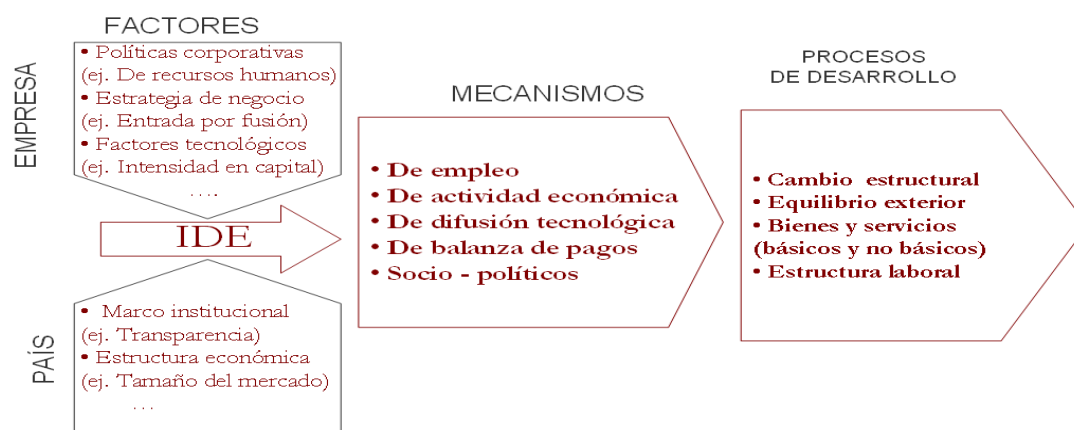 FACTORES
EMPRESA
• Políticas corporativas
(ej. De recursos humanos)
• Estrategia de negocio
(ej. Entrada por fusión)
• Factores tecnológicos
(ej. Intensidad en capital)
….
IDE
PAÍS
• Marco institucional
(ej. Transparencia)
• Estructura económica
(ej. Tamaño del mercado)
…
MECANISMOS
• De empleo
• De actividad económica
• De difusión tecnológica
• De balanza de pagos
• Socio - políticos
PROCESOS
DE DESARROLLO
• Cambio estructural
• Equilibrio exterior
• Bienes y servicios
(básicos y no básicos)
• Estructura laboral